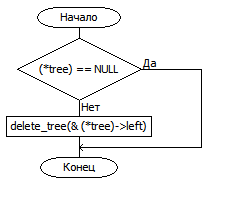 Начало
(*tree) == NULL
Да
Нет
delete_tree(& (*tree)->left)
Конец